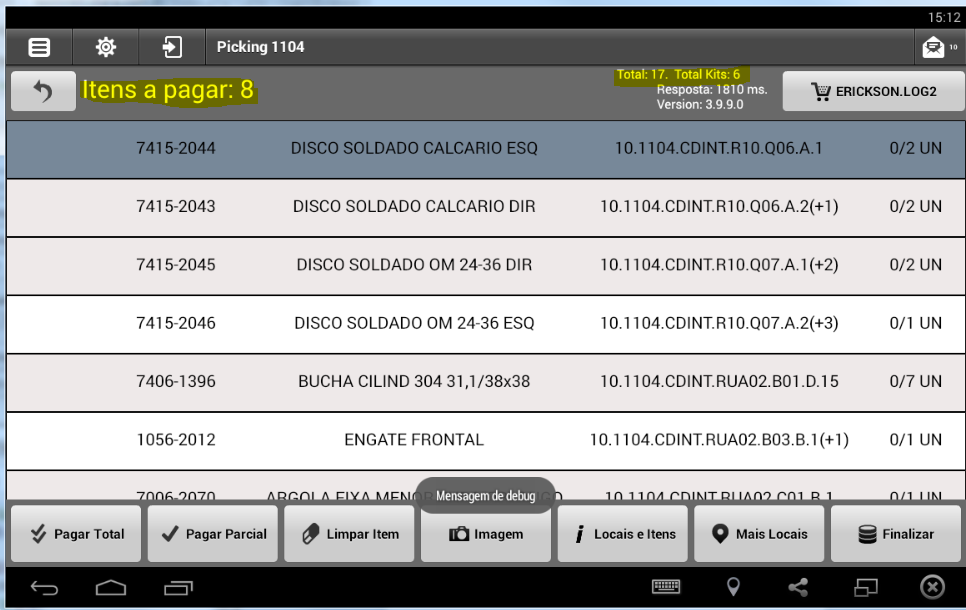 15:12
Picking 1104
10
Itens a pagar: 8
Total: 17. Total Kits: 6
Resposta: 1810 ms.
Version: 3.9.9.0
ERICKSON.LOG2
7415-2044 DISCO SOLDADO CALCARIO ESQ 10.1104.CDINT.R10.Q06.A.1 0/2 UN
7415-2043 DISCO SOLDADO CALCARIO DIR 10.1104.CDINT.R10.Q06.A.2(+1) 0/2 UN
7415-2045 DISCO SOLDADO OM 24-36 DIR 10.1104.CDINT.R10.Q07.A.1(+2) 0/2 UN
7415-2046 DISCO SOLDADO OM 24-36 ESQ 10.1104.CDINT.R10.Q07.A.2(+3) 0/1 UN
7406-1396 BUCHA CILIND 304 31,1/38x38 10.1104.CDINT.RUA02.B01.D.15 0/7 UN
1056-2012 ENGATE FRONTAL 10.1104.CDINT.RUA02.B03.B.1(+1) 0/1 UN
7006-2070 ARGOLA FIXA 10.1104.CDINT.RUA02.C01.B.1 0/1 UN
Mensagem de debug
Pagar Total Pagar Parcial Limpar Item Imagem Locais e Itens Mais Locais Finalizar